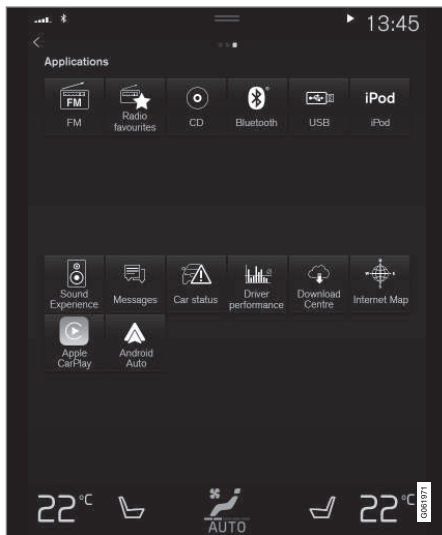 13:45
Applications
FM
FM
Radio
favourites
CD
Bluetooth
USB
iPod
iPod
Sound
Experience
Messages
Car status
Driver
performance
Download
Centre
Internet Map
Apple
CarPlay
Android
Auto
22°C
AUTO
22°C
G061971